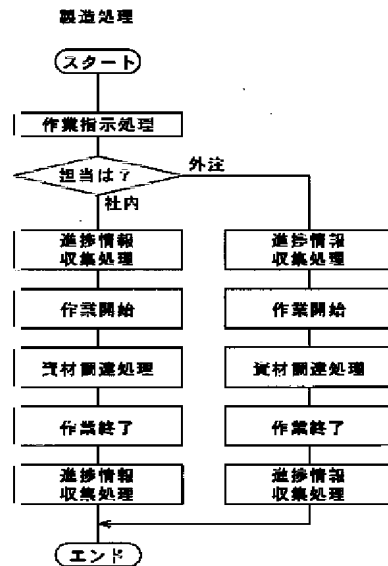 製造処理
スタート
作業指示処理
担当は？
外注
社内
進捗情報
収集処理
作業開始
資材調達処理
作業終了
進捗情報
収集処理
進捗情報
収集処理
作業開始
資材調達処理
作業終了
進捗情報
収集処理
エンド